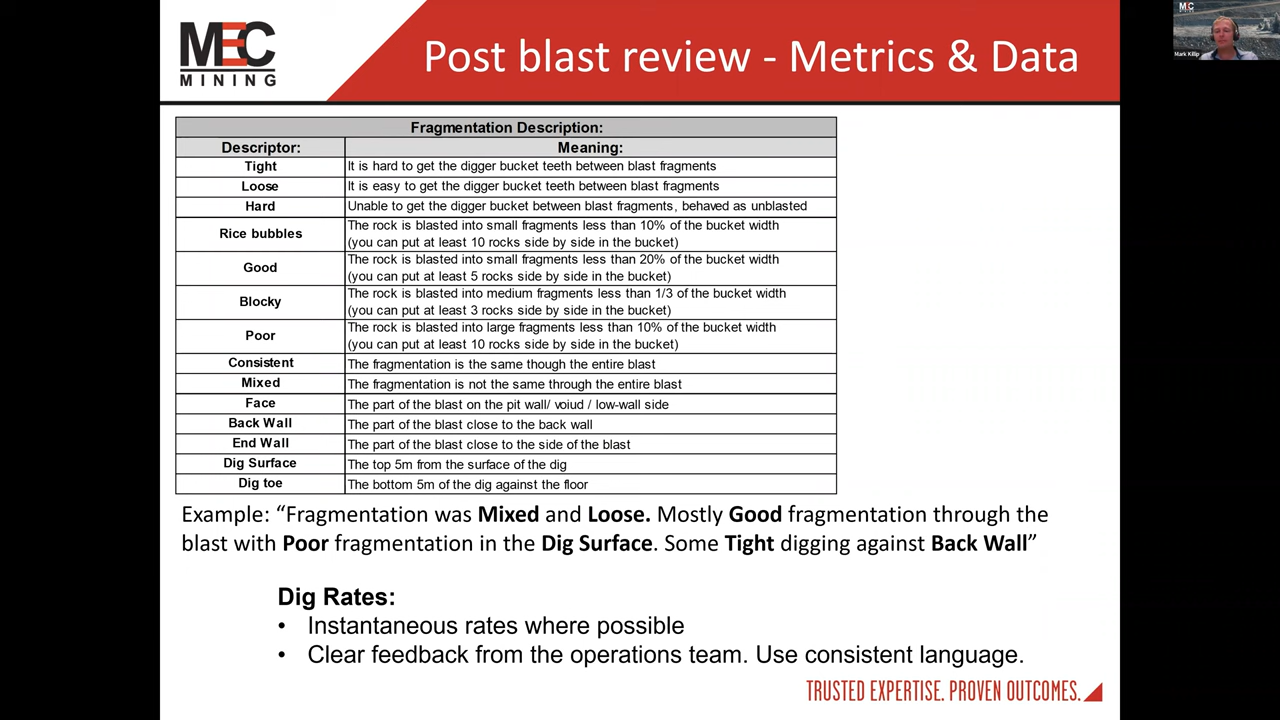 MEC
MINING
Post blast review - Metrics & Data
MEC
Mark Killip
Fragmentation Description:
Descriptor: Meaning:
Tight It is hard to get the digger bucket teeth between blast fragments
Loose It is easy to get the digger bucket teeth between blast fragments
Hard Unable to get the digger bucket between blast fragments, behaved as unblasted
Rice bubbles The rock is blasted into small fragments less than 10% of the bucket width
(you can put at least 10 rocks side by side in the bucket)
Good The rock is blasted into small fragments less than 20% of the bucket width
(you can put at least 5 rocks side by side in the bucket)
Blocky The rock is blasted into medium fragments less than 1/3 of the bucket width
(you can put at least 3 rocks side by side in the bucket)
Poor The rock is blasted into large fragments less than 10% of the bucket width
(you can put at least 10 rocks side by side in the bucket)
Consistent The fragmentation is the same though the entire blast
Mixed The fragmentation is not the same through the entire blast
Face The part of the blast on the pit wall/ voiud / low-wall side
Back Wall The part of the blast close to the back wall
End Wall The part of the blast close to the side of the blast
Dig Surface The top 5m from the surface of the dig
Dig toe The bottom 5m of the dig against the floor
Example: “Fragmentation was Mixed and Loose. Mostly Good fragmentation through the
blast with Poor fragmentation in the Dig Surface. Some Tight digging against Back Wall”
Dig Rates:
• Instantaneous rates where possible
• Clear feedback from the operations team. Use consistent language.
TRUSTED EXPERTISE. PROVEN OUTCOMES.